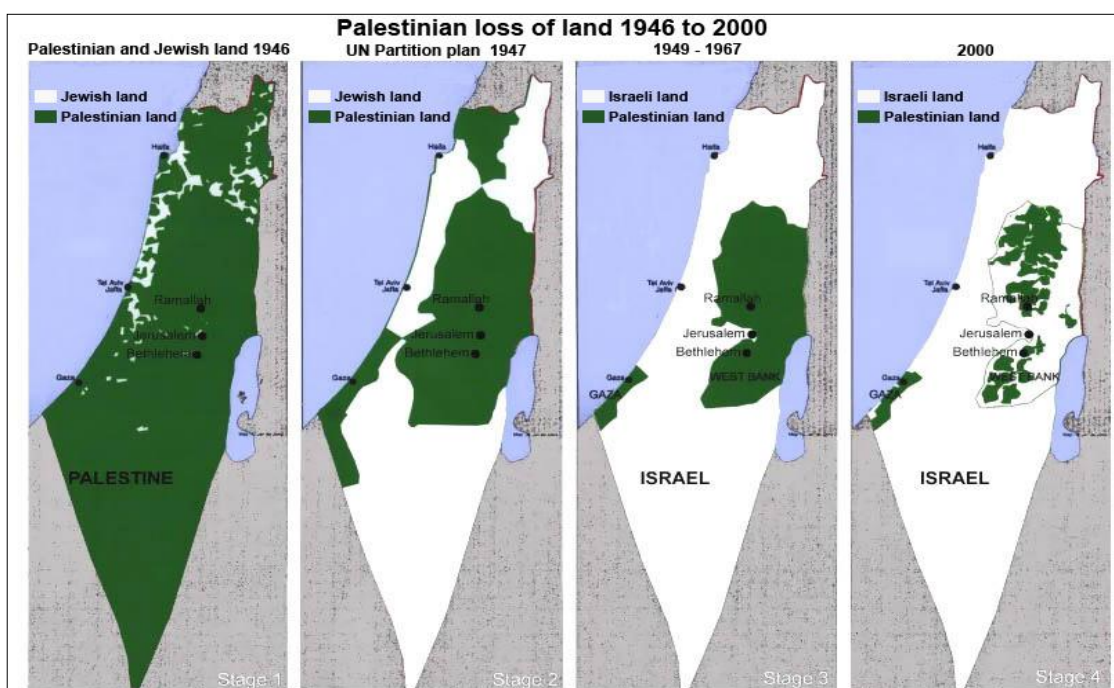 Palestinian loss of land 1946 to 2000
Palestinian and Jewish land 1946
UN Partition plan 1947
1949 - 1967
2000
Jewish land
Palestinian land
Haifa
Tel Aviv
Jaffa
Ramallah
Jerusalem
Bethlehem
Gaza
PALESTINE
Stage 1
Jewish land
Palestinian land
Haifa
Tel Aviv
Jaffa
Ramallah
Jerusalem
Bethlehem
Gaza
Stage 2
Israeli land
Palestinian land
Haifa
Tel Aviv
Jaffa
Ramallah
Jerusalem
Bethlehem
WEST BANK
Gaza
GAZA
ISRAEL
Stage 3
Israeli land
Palestinian land
Haifa
Tel Aviv
Jaffa
Ramallah
Jerusalem
Bethlehem
WEST BANK
Gaza
GAZA
ISRAEL
Stage 4